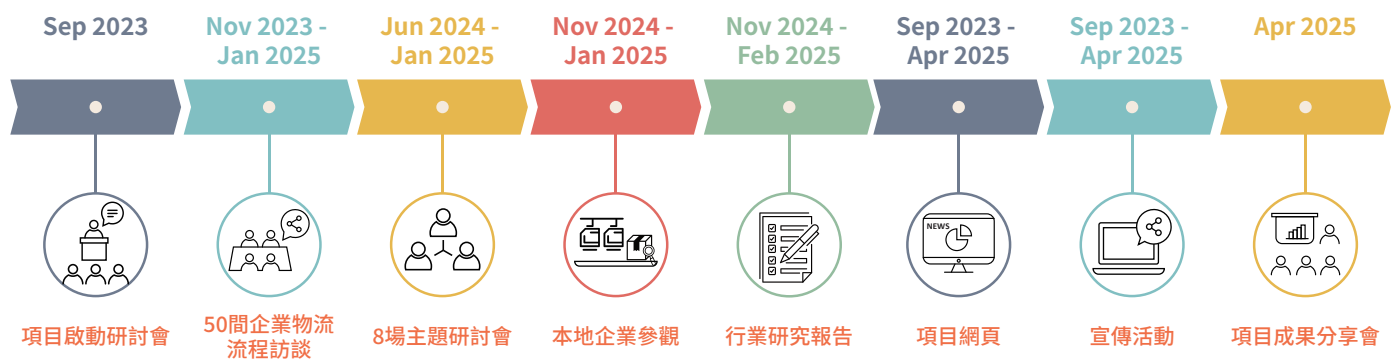 Sep 2023
Nov 2023 -
Jan 2025
Jun 2024 -
Jan 2025
Nov 2024 -
Jan 2025
Nov 2024 -
Feb 2025
Sep 2023 -
Apr 2025
Sep 2023 -
Apr 2025
Apr 2025
NEWS
項目啟動研討會
50間企業物流
流程訪談
8場主題研討會
本地企業參觀
行業研究報告
項目網頁
宣傳活動
項目成果分享會